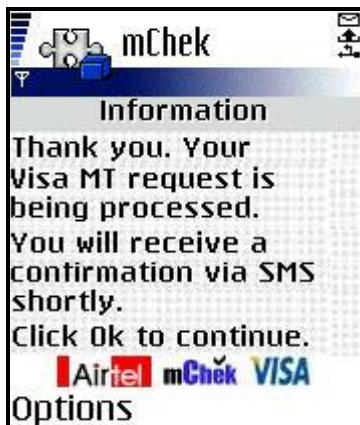 mChek
Information
Thank you. Your
Visa MT request is
being processed.
You will receive a
confirmation via SMS
shortly.
Click Ok to continue.
Airtel mChek VISA
Options